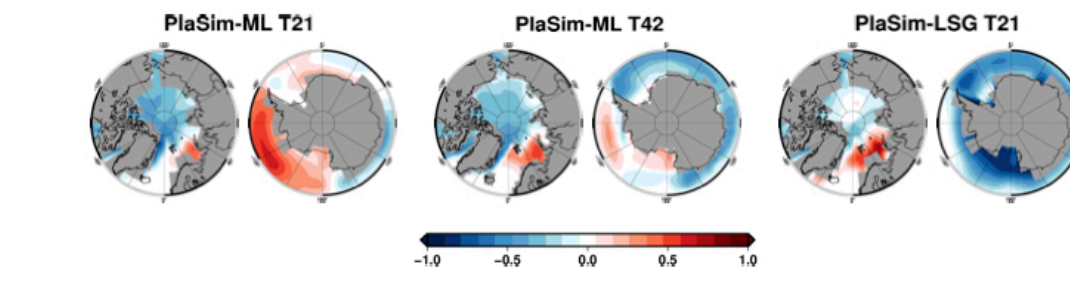 PlaSim-ML T21
PlaSim-ML T42
PlaSim-LSG T21
−1.0 −0.5 0.0 0.5 1.0